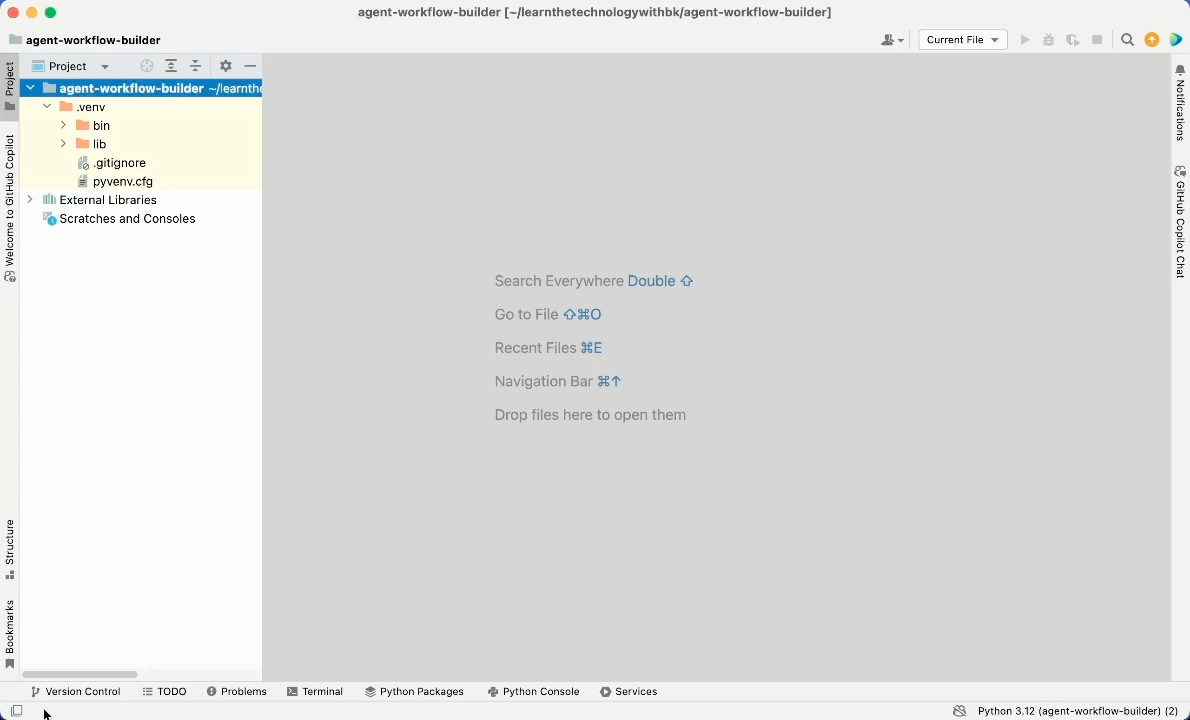 agent-workflow-builder [~/learnthetechnologywithbk/agent-workflow-builder]
agent-workflow-builder
Current File
Project
agent-workflow-builder ~/learnthe
.venv
bin
lib
.gitignore
pyvenv.cfg
External Libraries
Scratches and Consoles
Project
Welcome to GitHub Copilot
Structure
Bookmarks
Search Everywhere Double ⇧
Go to File ⇧⌘O
Recent Files ⌘E
Navigation Bar ⌘↑
Drop files here to open them
Notifications
GitHub Copilot Chat
Version Control
TODO
Problems
Terminal
Python Packages
Python Console
Services
Python 3.12 (agent-workflow-builder) (2)